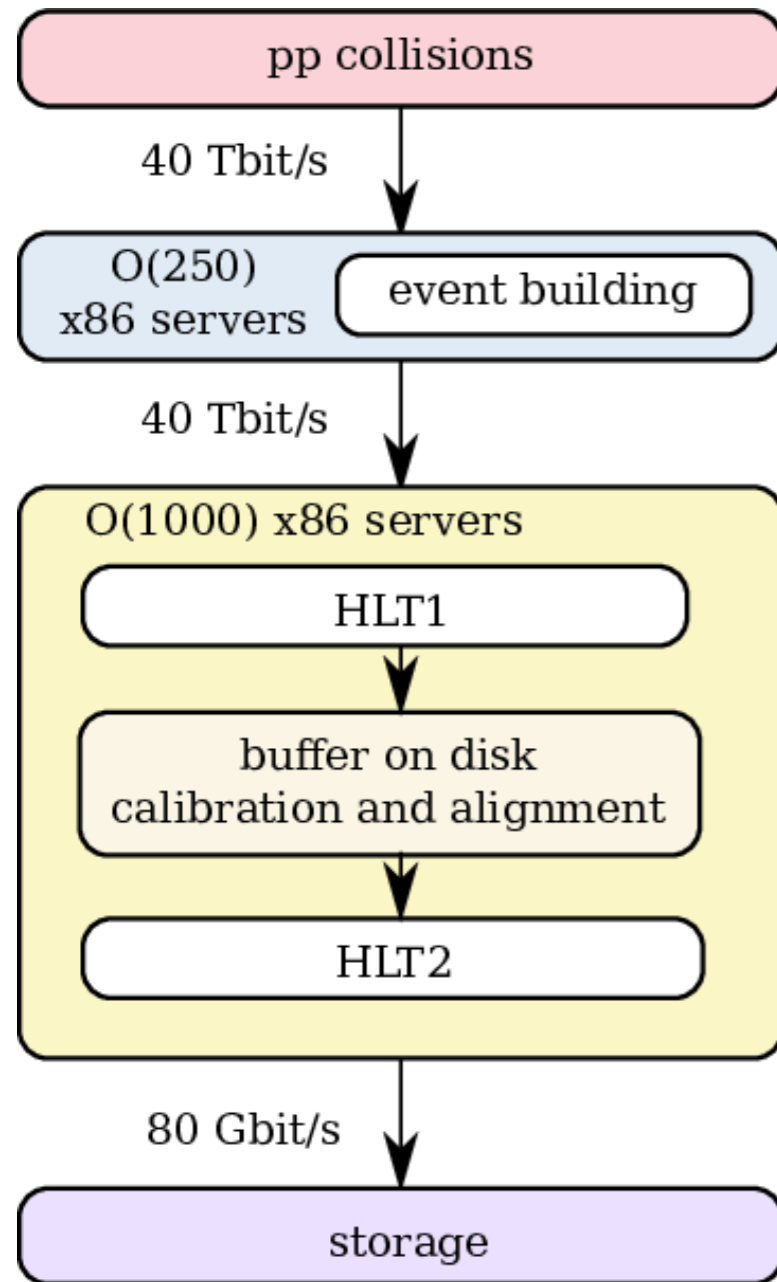 pp collisions
40 Tbit/s
O(250)
x86 servers
event building
40 Tbit/s
O(1000) x86 servers
HLT1
buffer on disk
calibration and alignment
HLT2
80 Gbit/s
storage